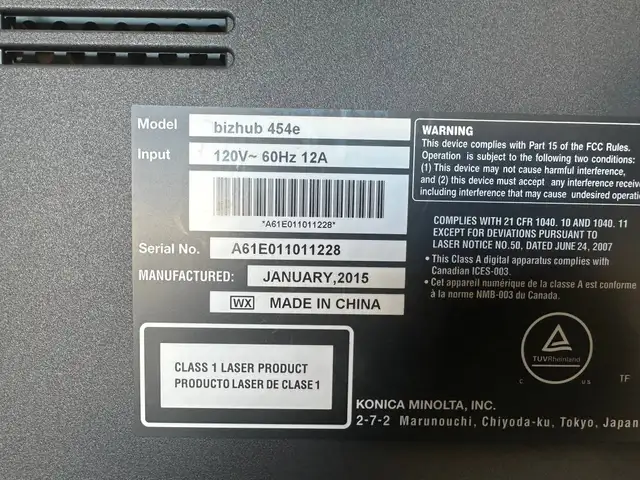 Model bizhub 454e
Input 120V~ 60Hz 12A
*A61E011011228*
Serial No. A61E011011228
MANUFACTURED: JANUARY,2015
WX MADE IN CHINA
CLASS 1 LASER PRODUCT
PRODUCTO LASER DE CLASE 1
WARNING
This device complies with Part 15 of the FCC Rules.
Operation is subject to the following two conditions:
(1) This device may not cause harmful interference,
and (2) this device must accept any interference
including interference that may cause undesired
COMPLIES WITH 21 CFR 1040. 10 AND 1040. 11
EXCEPT FOR DEVIATIONS PURSUANT TO
LASER NOTICE NO.50, DATED JUNE 24, 2007
• This Class A digital apparatus complies with
Canadian ICES-003.
• Cet appareil numérique de la classe A est conforme
à la norme NMB-003 du Canada.
TUVRheinland
C US TF
KONICA MINOLTA, INC.
2-7-2 Marunouchi, Chiyoda-ku, Tokyo, Japan